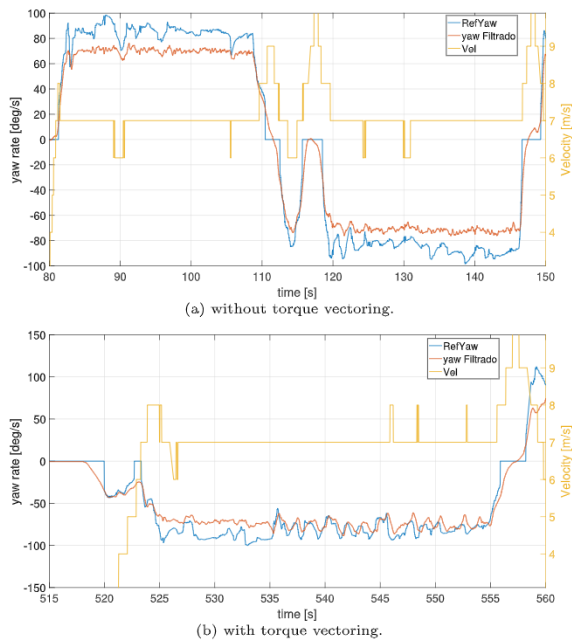 100
80
60
40
20
0
-20
-40
-60
-80
-100
yaw rate [deg/s]
RefYaw
yaw Filtrado
Vel
9
8
7
6
5
4
Velocity [m/s]
80 90 100 110 120 130 140 150
time [s]
(a) without torque vectoring.
150
100
50
0
-50
-100
-150
yaw rate [deg/s]
RefYaw
yaw Filtrado
Vel
9
8
7
6
5
4
Velocity [m/s]
515 520 525 530 535 540 545 550 555 560
time [s]
(b) with torque vectoring.